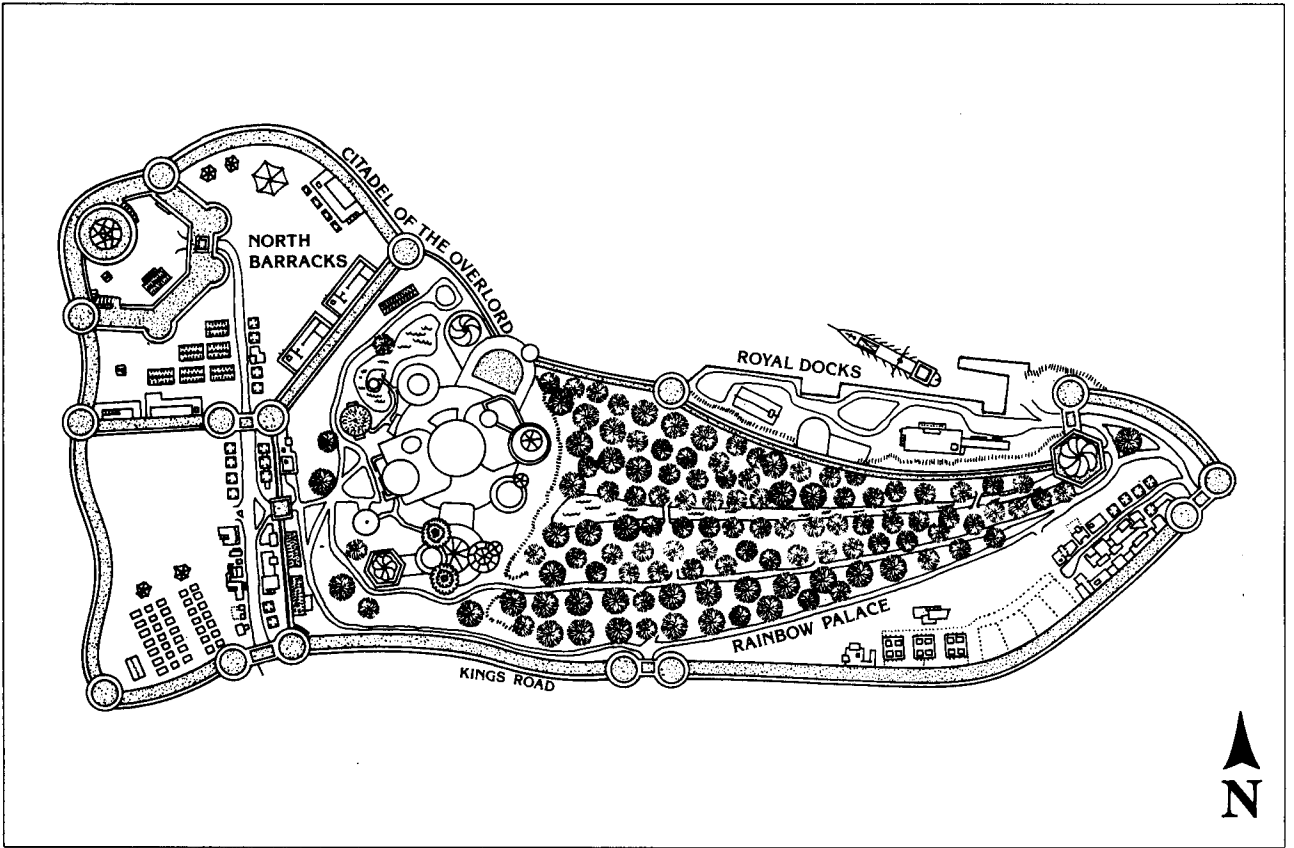 CITADEL OF THE OVERLORD
NORTH
BARRACKS
ROYAL DOCKS
RAINBOW PALACE
KINGS ROAD
N